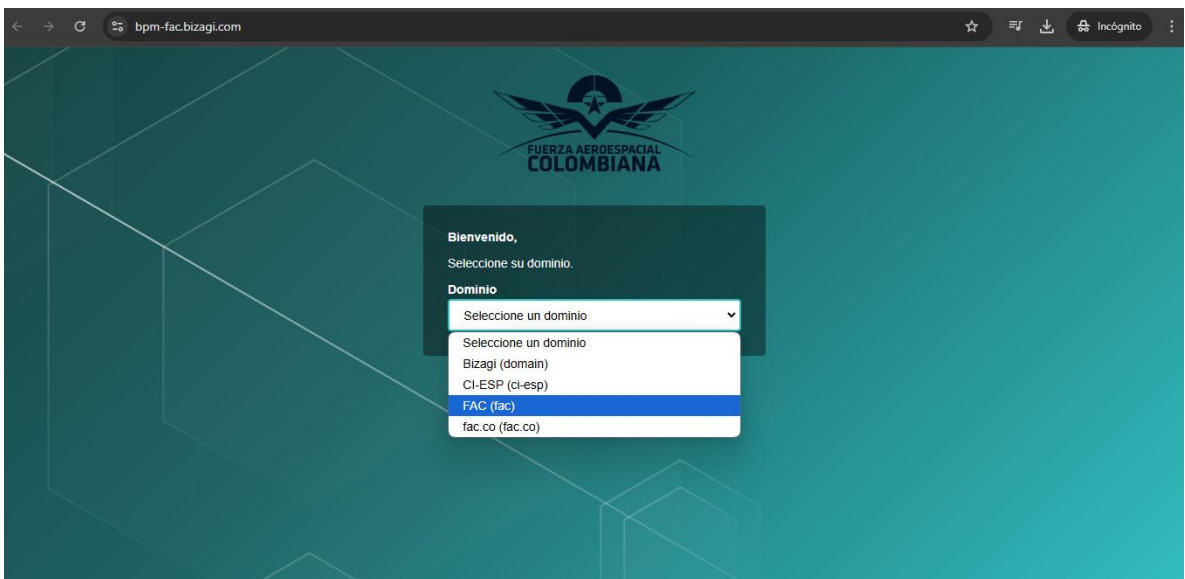 bpm-fac.bizagi.com
Incógnito
FUERZA AEROESPACIAL
COLOMBIANA
Bienvenido,
Seleccione su dominio.
Dominio
Seleccione un dominio
Seleccione un dominio
Bizagi (domain)
CI-ESP (ci-esp)
FAC (fac)
fac.co (fac.co)